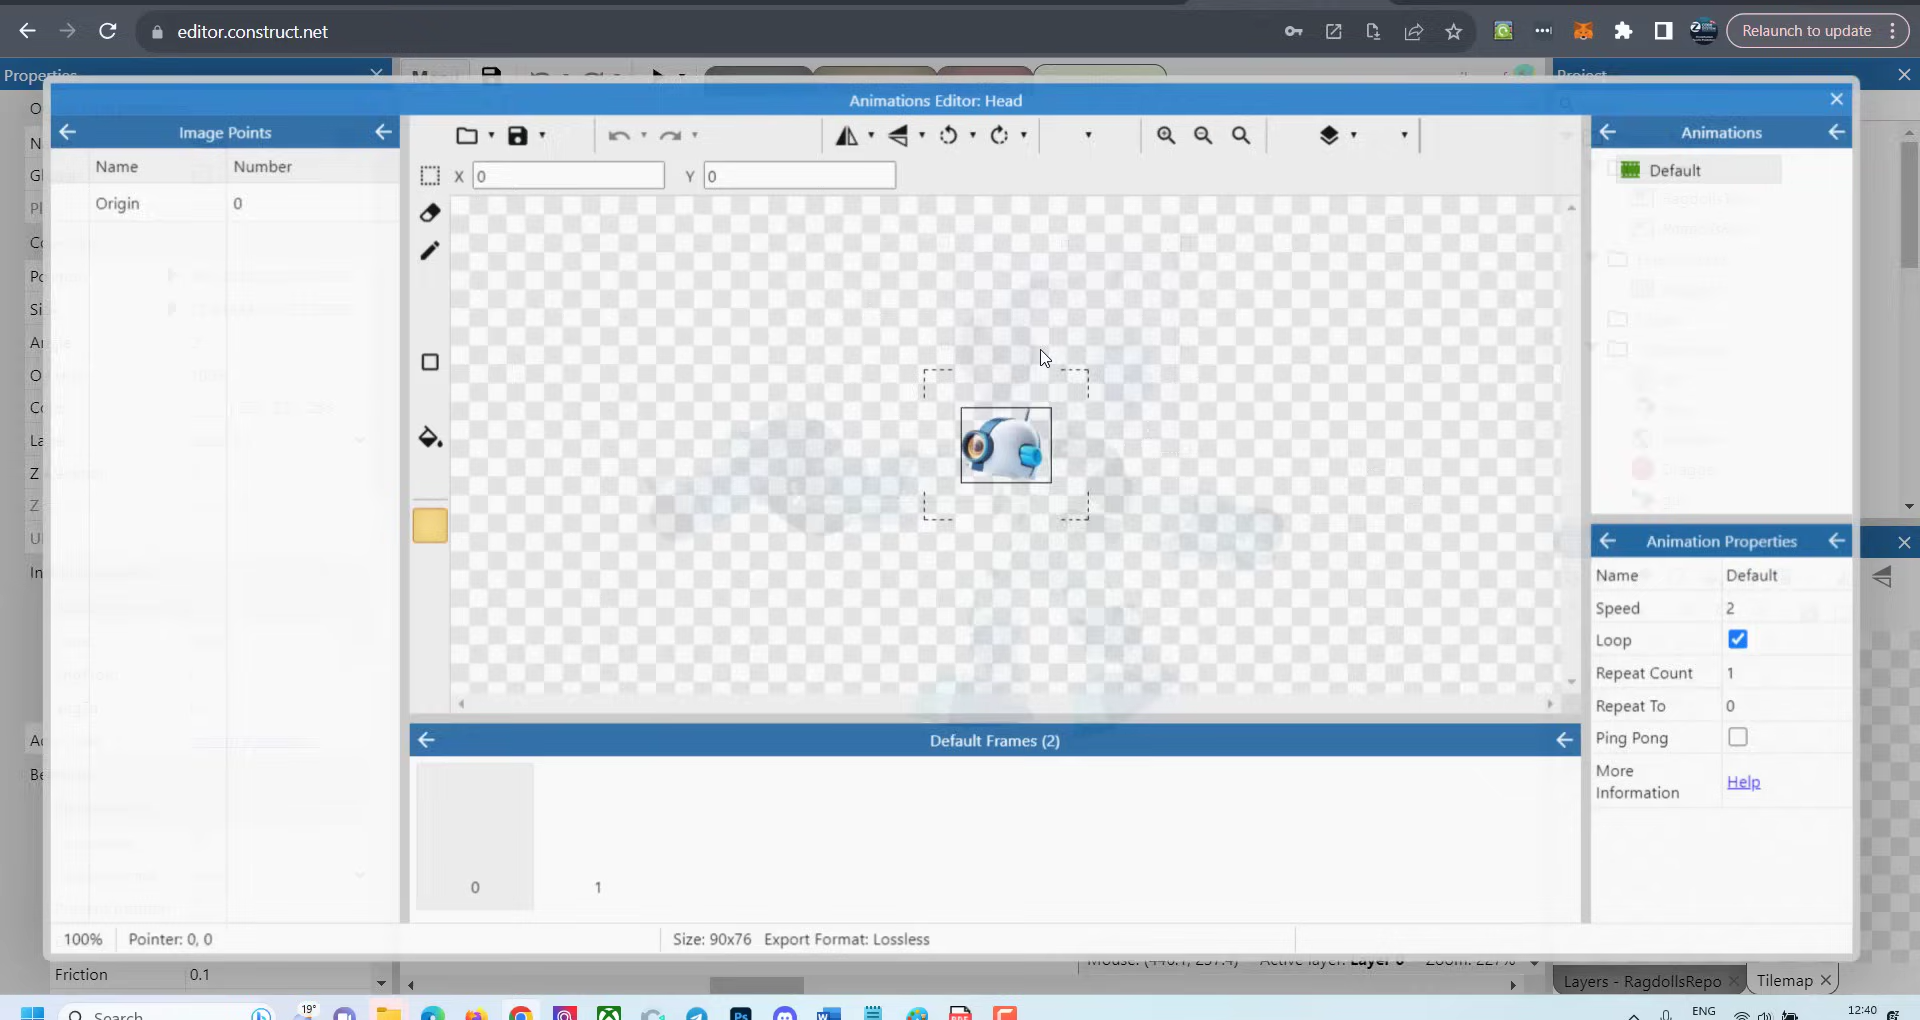 editor.construct.net
Relaunch to update
Properties
Project
Animations Editor: Head
Image Points
Animations
Name Number
Origin 0
X 0 Y 0
Default
Default Frames (2)
0 1
Animation Properties
Name Default
Speed 2
Loop
Repeat Count 1
Repeat To 0
Ping Pong
More
Information Help
100% Pointer: 0, 0 Size: 90x76 Export Format: Lossless
Friction 0.1
Layers - RagdollsRepo Tilemap
Search 19° ENG 12:40